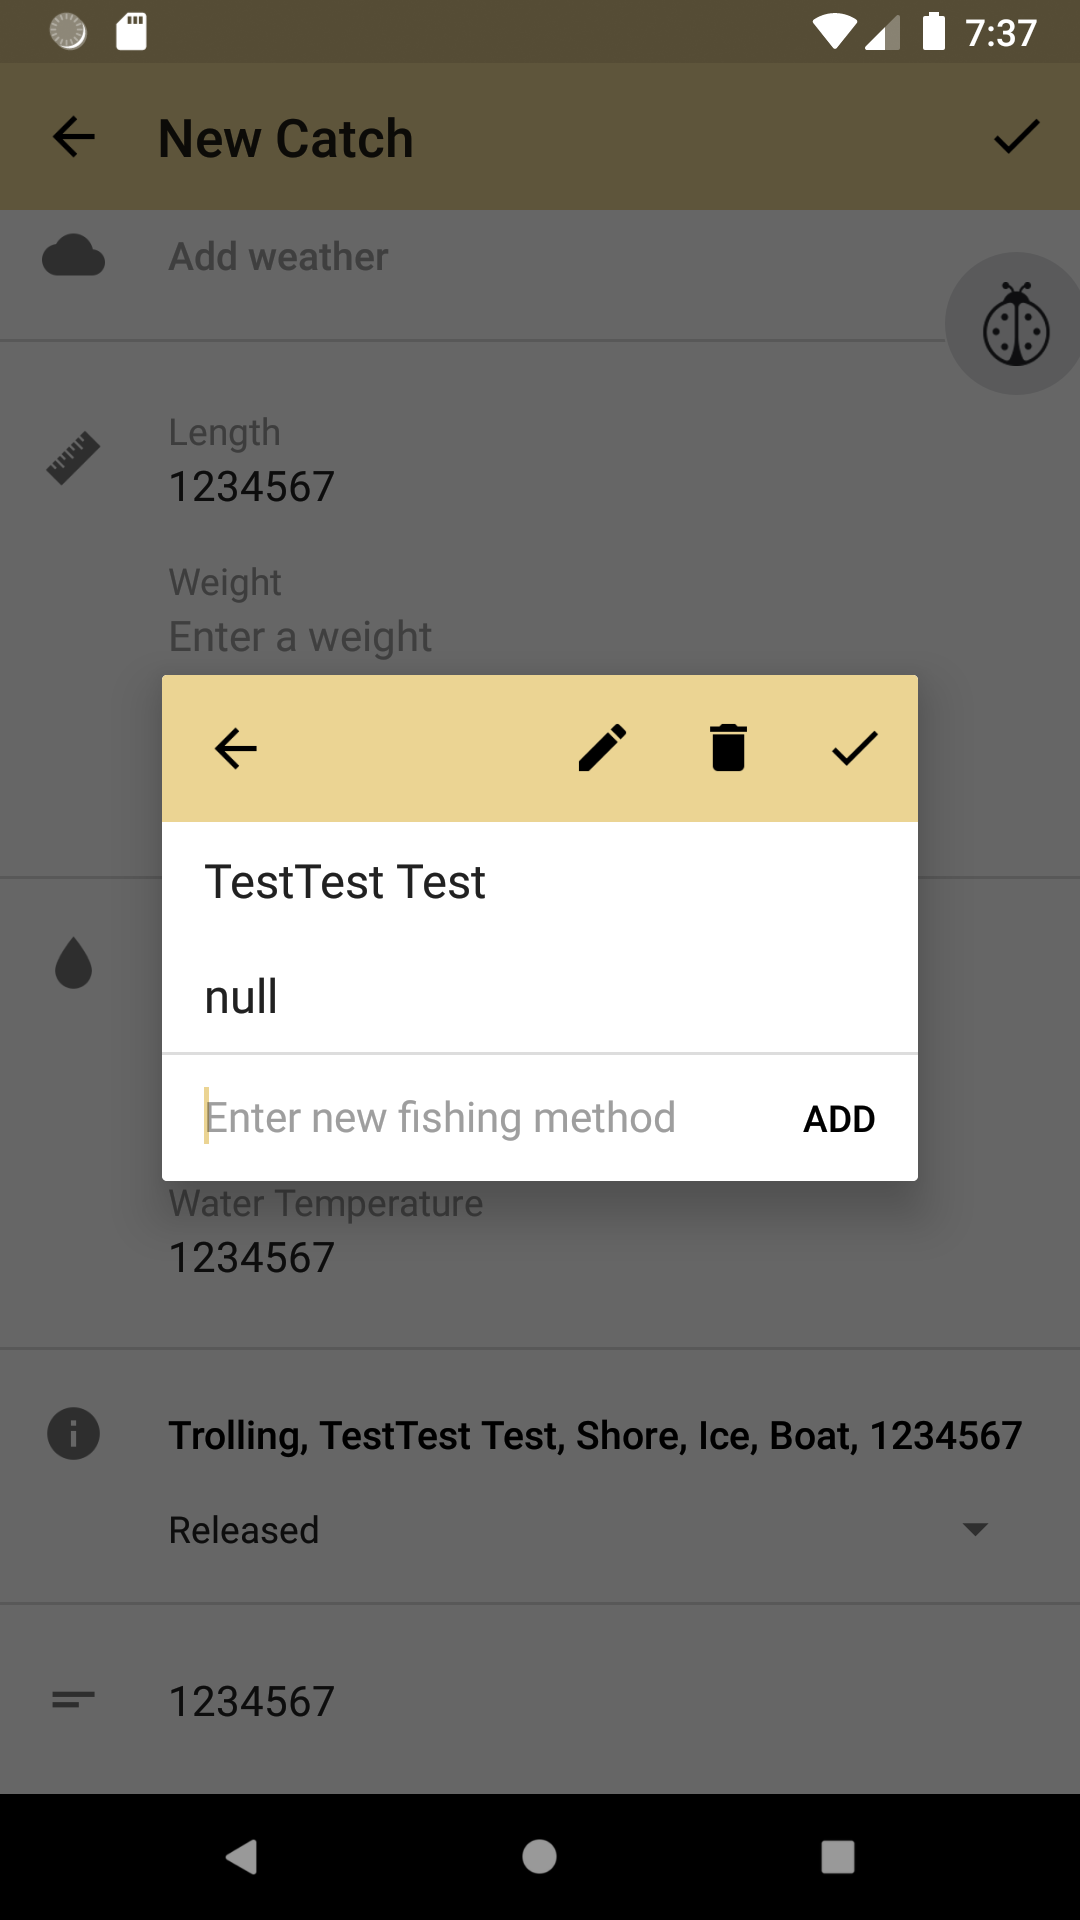 7:37
New Catch
Add weather
Length
1234567
Weight
Enter a weight
TestTest Test
null
Enter new fishing method
ADD
Water Temperature
1234567
Trolling, TestTest Test, Shore, Ice, Boat, 1234567
Released
1234567